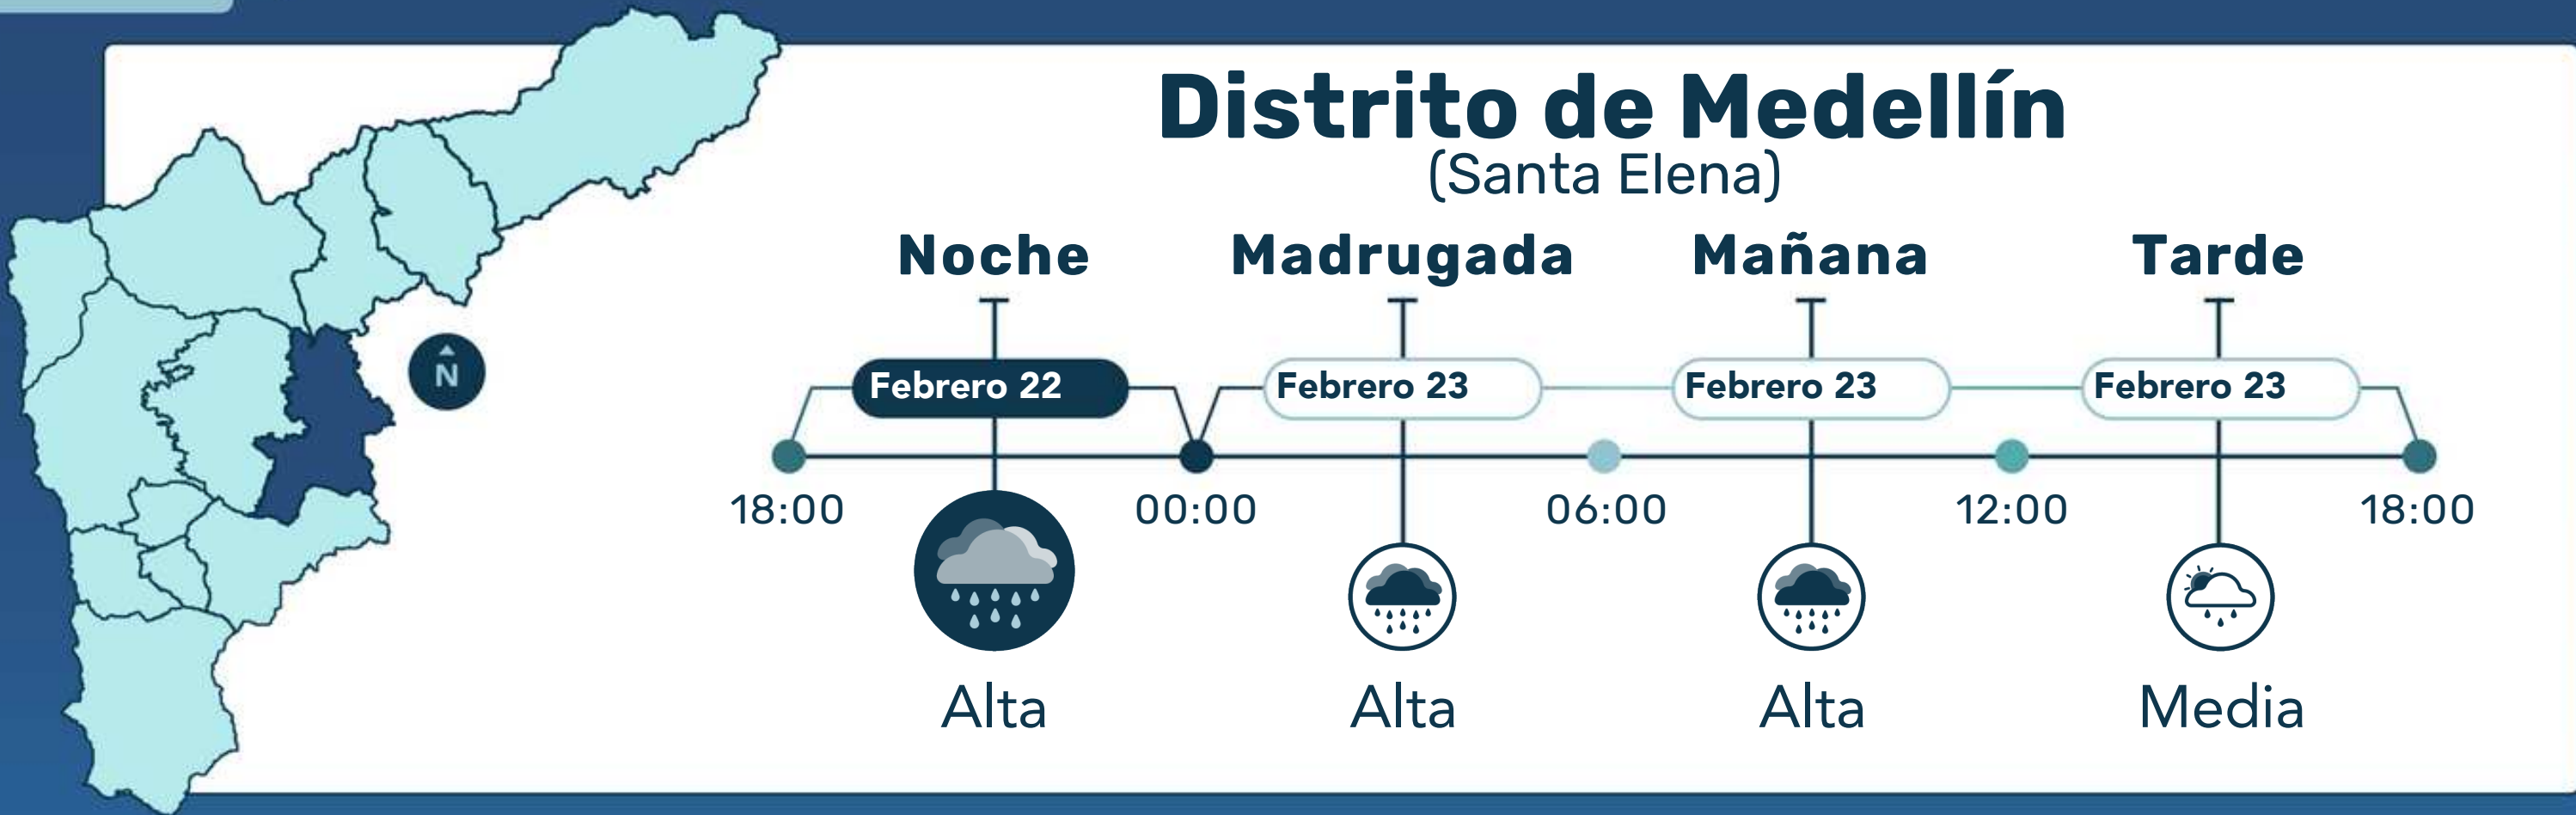 Distrito de Medellín
(Santa Elena)
Noche Madrugada Mañana Tarde
N
Febrero 22 Febrero 23 Febrero 23 Febrero 23
18:00 00:00 06:00 12:00 18:00
Alta Alta Alta Media